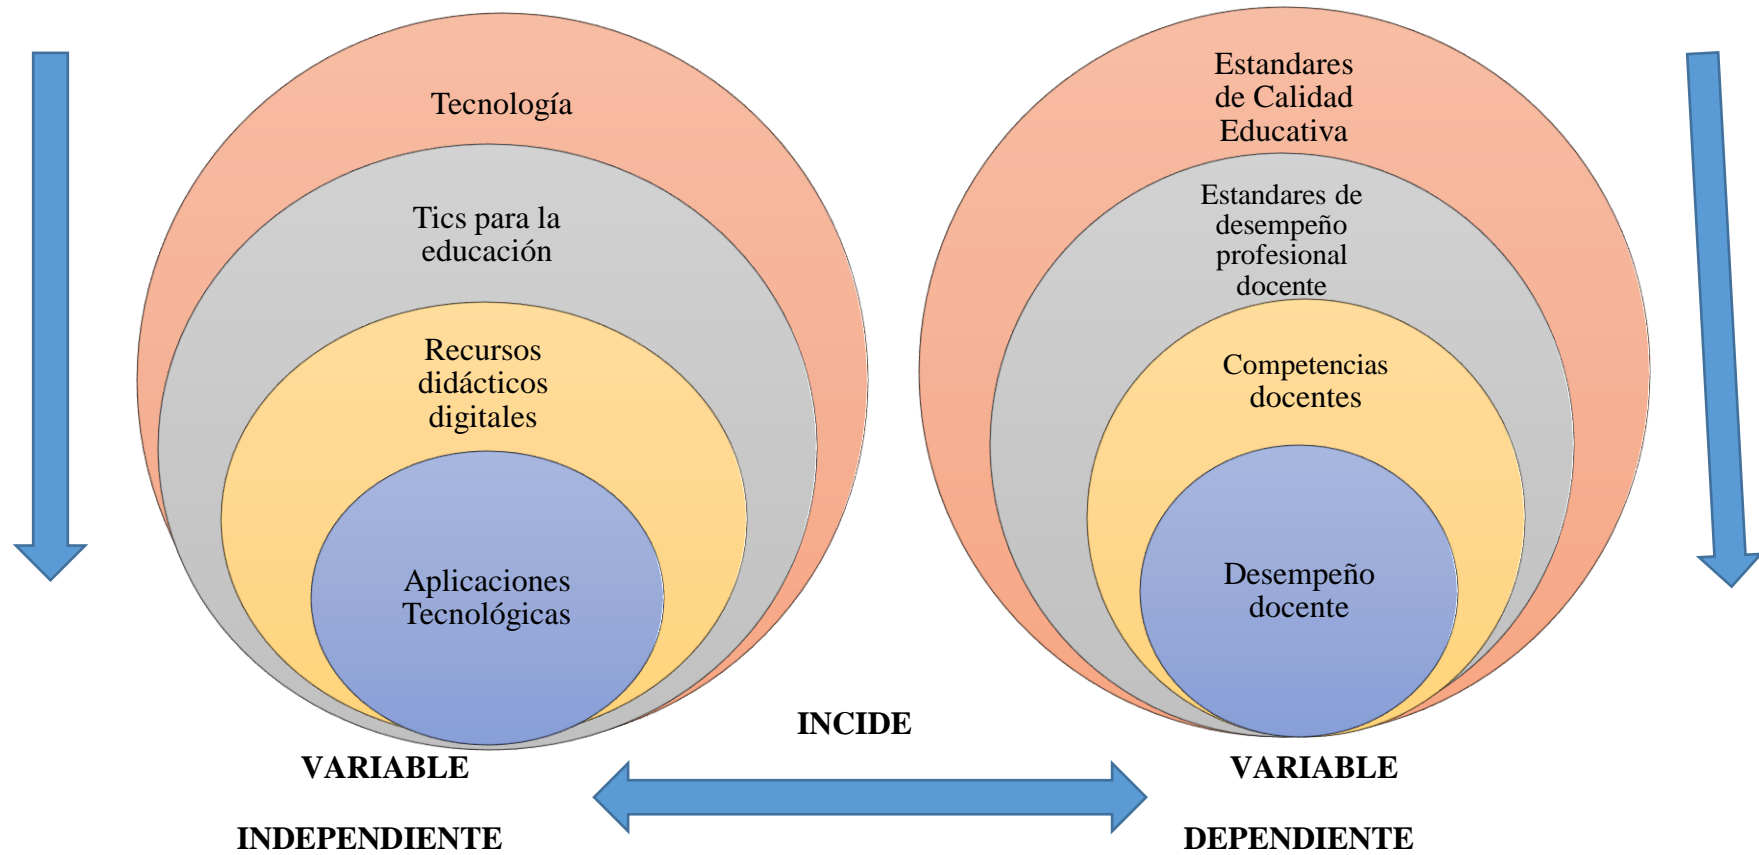 Tecnología
Tics para la
educación
Recursos
didácticos
digitales
Aplicaciones
Tecnológicas
Estandares
de Calidad
Educativa
Estandares de
desempeño
profesional
docente
Competencias
docentes
Desempeño
docente
INCIDE
VARIABLE
INDEPENDIENTE
VARIABLE
DEPENDIENTE